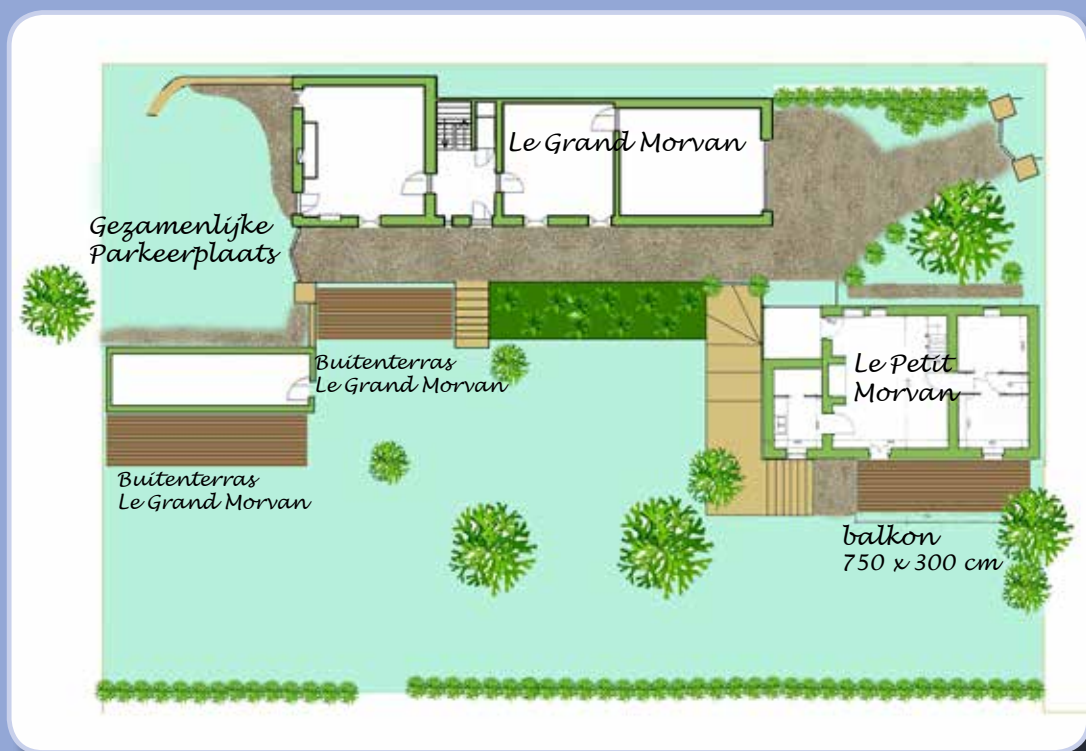 Le Grand Morvan
Gezamenlijke
Parkeerplaats
Buitenterras
Le Grand Morvan
Le Petit
Morvan
Buitenterras
Le Grand Morvan
balkon
750 x 300 cm